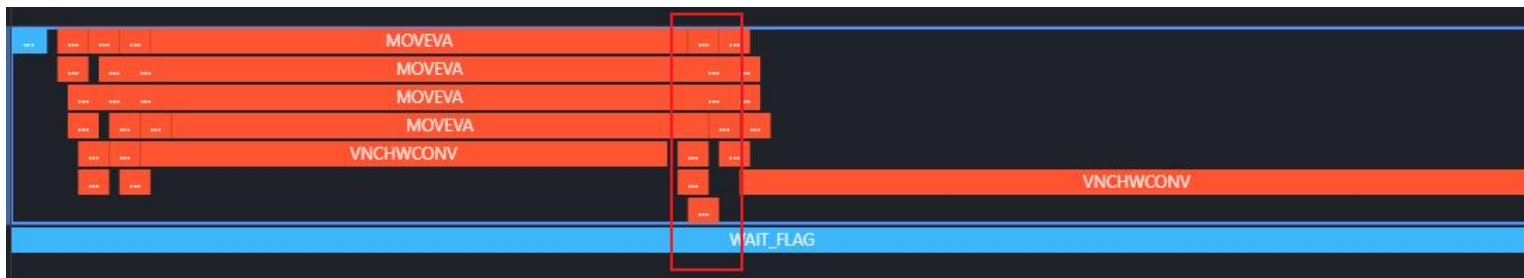 ... ... ... ... MOVEVA ... ...
... ... ... MOVEVA ... ...
... ... ... MOVEVA ... ...
... ... ... MOVEVA ... ...
... ... VNCHWCONV ... ...
... ... ... VNCHWCONV
...
WAIT_FLAG